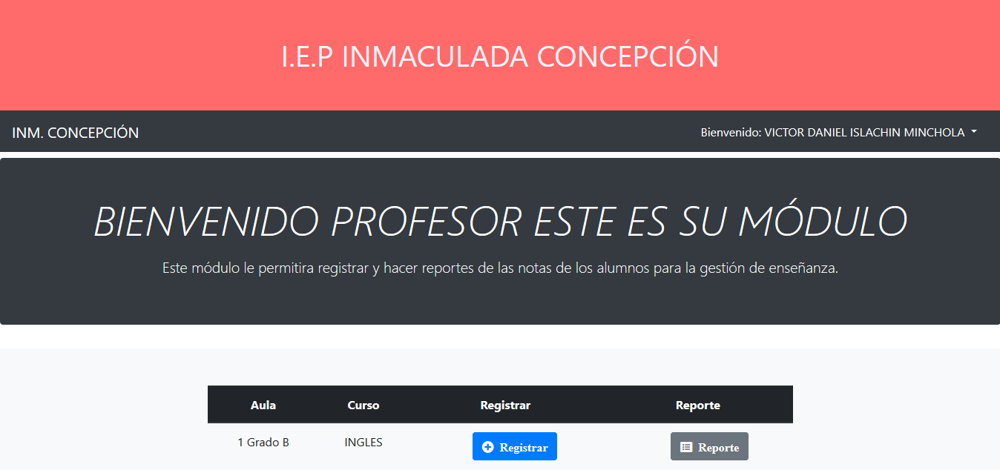 I.E.P INMACULADA CONCEPCIÓN
INM. CONCEPCIÓN
Bienvenido: VICTOR DANIEL ISLACHIN MINCHOLA
BIENVENIDO PROFESOR ESTE ES SU MÓDULO
Este módulo le permitira registrar y hacer reportes de las notas de los alumnos para la gestión de enseñanza.
Aula Curso Registrar Reporte
1 Grado B INGLES Registrar Reporte